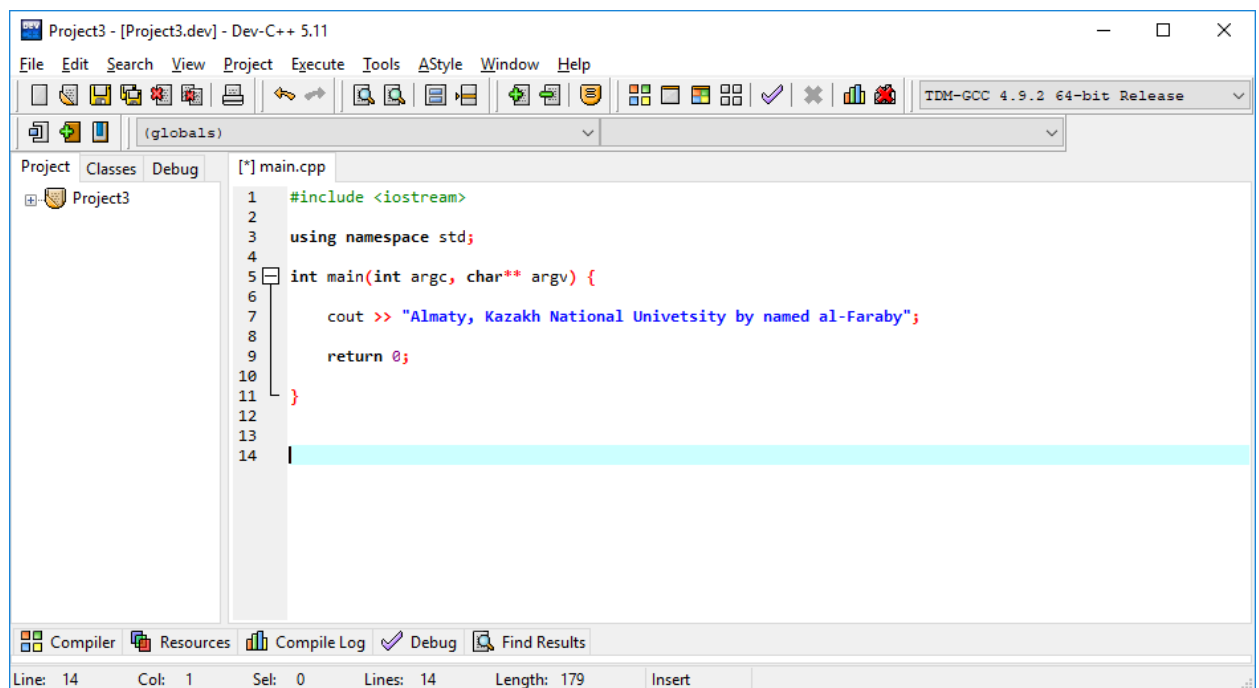 Project3 - [Project3.dev] - Dev-C++ 5.11
File Edit Search View Project Execute Tools AStyle Window Help
TDM-GCC 4.9.2 64-bit Release
(globals)
Project Classes Debug
[*] main.cpp
Project3
1 #include <iostream>
2
3 using namespace std;
4
5 int main(int argc, char** argv) {
6
7 cout >> "Almaty, Kazakh National Univetsity by named al-Faraby";
8
9 return 0;
10
11 }
12
13
14
Compiler Resources Compile Log Debug Find Results
Line: 14 Col: 1 Sel: 0 Lines: 14 Length: 179 Insert